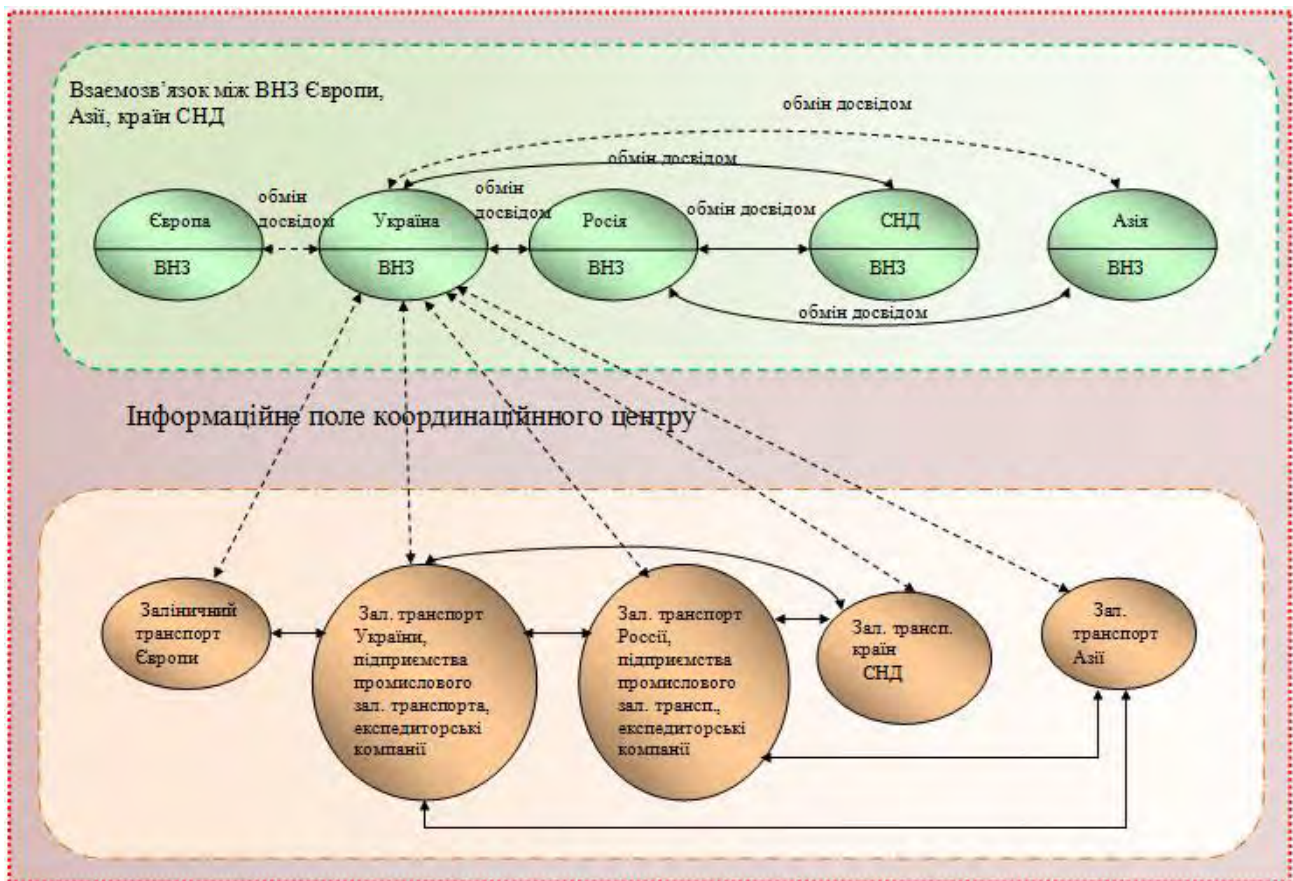 Взаємозв’язок між ВНЗ Європи,
Азії, країн СНД
обмін досвідом
обмін досвідом
обмін
досвідом
обмін
досвідом
обмін досвідом
Європа
ВНЗ
Україна
ВНЗ
Росія
ВНЗ
СНД
ВНЗ
Азія
ВНЗ
обмін досвідом
Інформаційне поле координаційнного центру
Заліничний
транспорт
Європи
Зал. транспорт
України,
підприємства
промислового
зал. транспорта,
експедиторські
компанії
Зал. транспорт
Россії,
підприємства
промислового
зал. трансп.,
експедиторські
компанії
Зал. трансп.
країн
СНД
Зал.
транспорт
Азії